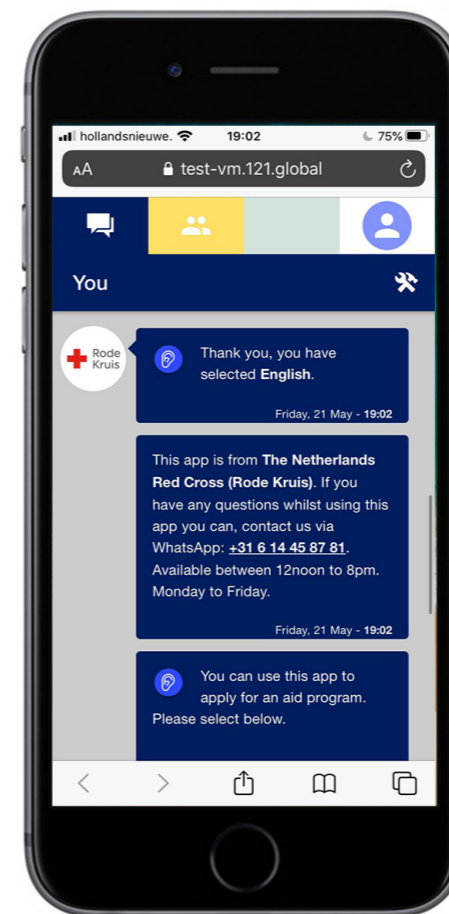 hollandsnieuwe. 19:02 75%
AA test-vm.121.global
You
Rode
Kruis
Thank you, you have
selected English.
Friday, 21 May - 19:02
This app is from The Netherlands
Red Cross (Rode Kruis). If you
have any questions whilst using this
app you can, contact us via
WhatsApp: +31 6 14 45 87 81.
Available between 12noon to 8pm.
Monday to Friday.
Friday, 21 May - 19:02
You can use this app to
apply for an aid program.
Please select below.